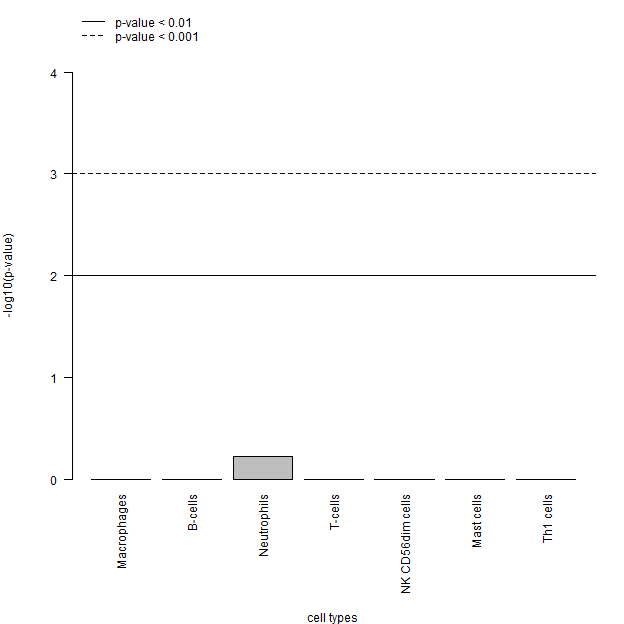 p-value < 0.01
p-value < 0.001
4
3
2
1
0
-log10(p-value)
Macrophages
B-cells
Neutrophils
T-cells
NK CD56dim cells
Mast cells
Th1 cells
cell types